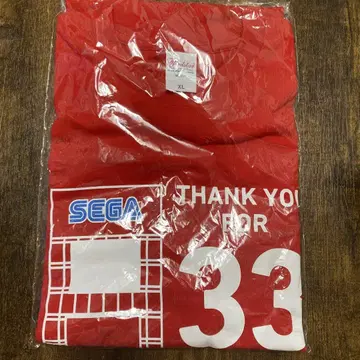 XL
SEGA
THANK YOU
FOR
33